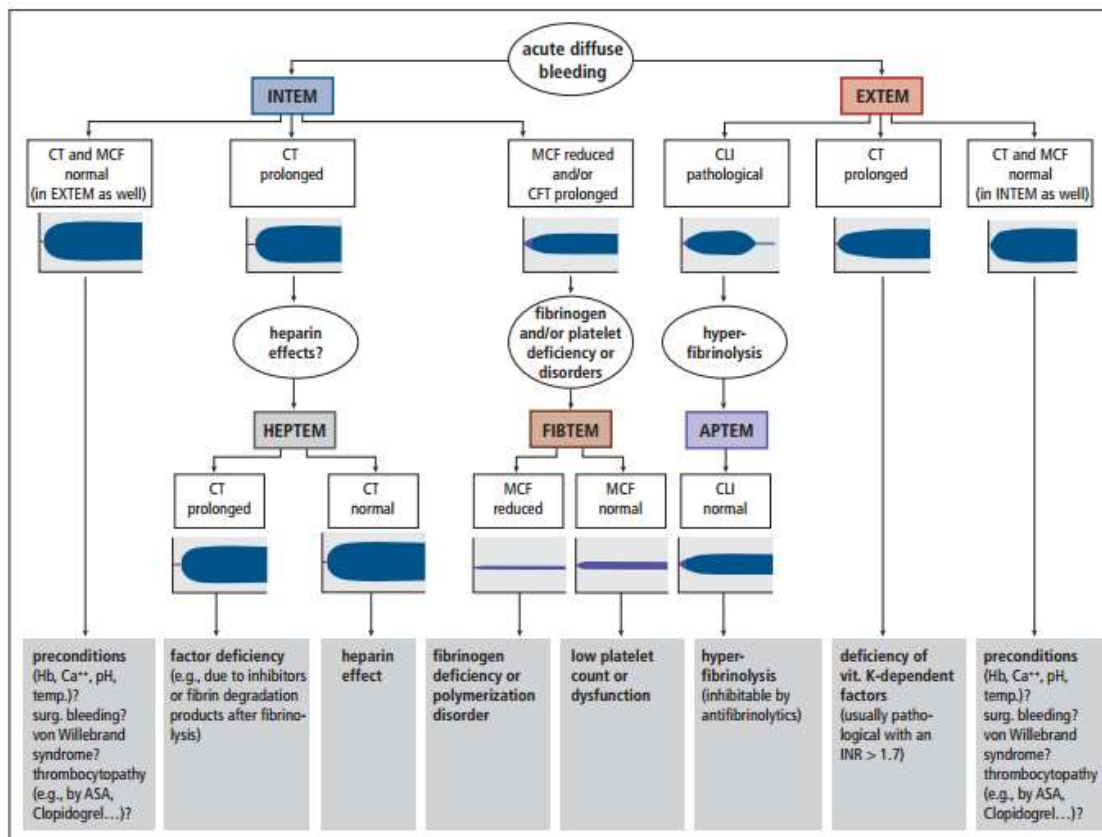 acute diffuse
bleeding
INTEM
EXTEM
CT and MCF
normal
(in EXTEM as well)
CT
prolonged
MCF reduced
and/or
CFT prolonged
CLI
pathological
CT
prolonged
CT and MCF
normal
(in INTEM as well)
heparin
effects?
fibrinogen
and/or platelet
deficiency or
disorders
hyper-
fibrinolysis
HEPTEM
FIBTEM
APTEM
CT
prolonged
CT
normal
MCF
reduced
MCF
normal
CLI
normal
preconditions
(Hb, Ca⁺⁺, pH,
temp.)?
surg. bleeding?
von Willebrand
syndrome?
thrombocytopathy
(e.g., by ASA,
Clopidogrel…)?
factor deficiency
(e.g., due to inhibitors
or fibrin degradation
products after fibrino-
lysis)
heparin
effect
fibrinogen
deficiency or
polymerization
disorder
low platelet
count or
dysfunction
hyper-
fibrinolysis
(inhibitable by
antifibrinolytics)
deficiency of
vit. K-dependent
factors
(usually patho-
logical with an
INR > 1.7)
preconditions
(Hb, Ca⁺⁺, pH,
temp.)?
surg. bleeding?
von Willebrand
syndrome?
thrombocytopathy
(e.g., by ASA,
Clopidogrel…)?